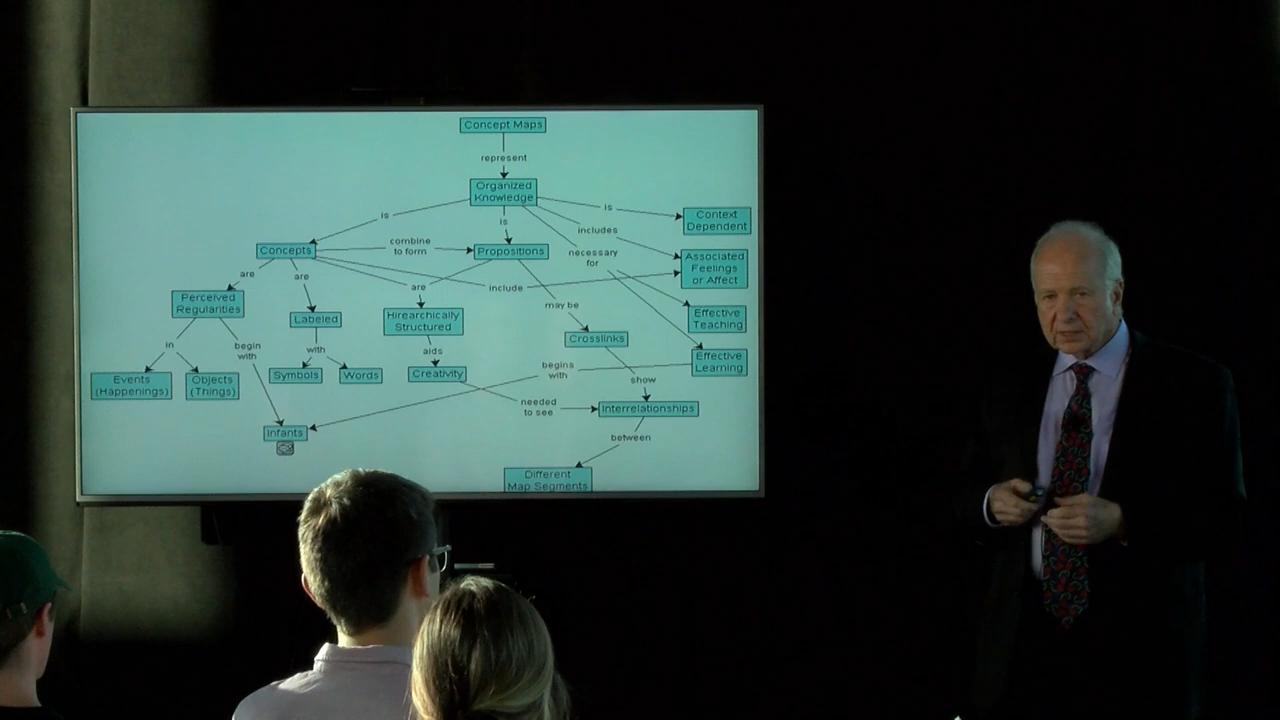 Concept Maps
represent
Organized
Knowledge
is
is
is
Context
Dependent
includes
combine
to form
Concepts
Propositions
necessary
for
Associated
Feelings
or Affect
are
are
are
include
Perceived
Regularities
Labeled
Hirearchically
Structured
may be
Effective
Teaching
Crosslinks
in
begin
with
with
aids
begins
with
Effective
Learning
Events
(Happenings)
Objects
(Things)
Symbols
Words
Creativity
show
needed
to see
Interrelationships
Infants
between
Different
Map Segments